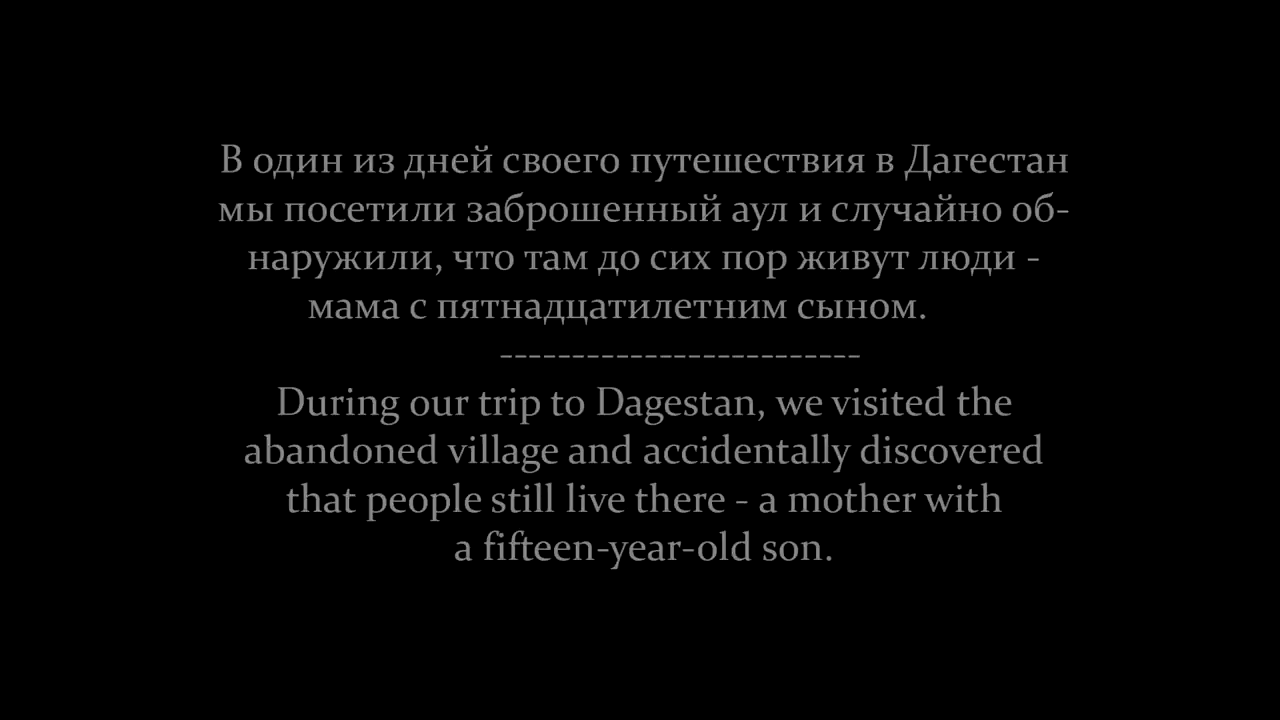 В один из дней своего путешествия в Дагестан
мы посетили заброшенный аул и случайно об-
наружили, что там до сих пор живут люди -
мама с пятнадцатилетним сыном.
-------------------------
During our trip to Dagestan, we visited the
abandoned village and accidentally discovered
that people still live there - a mother with
a fifteen-year-old son.